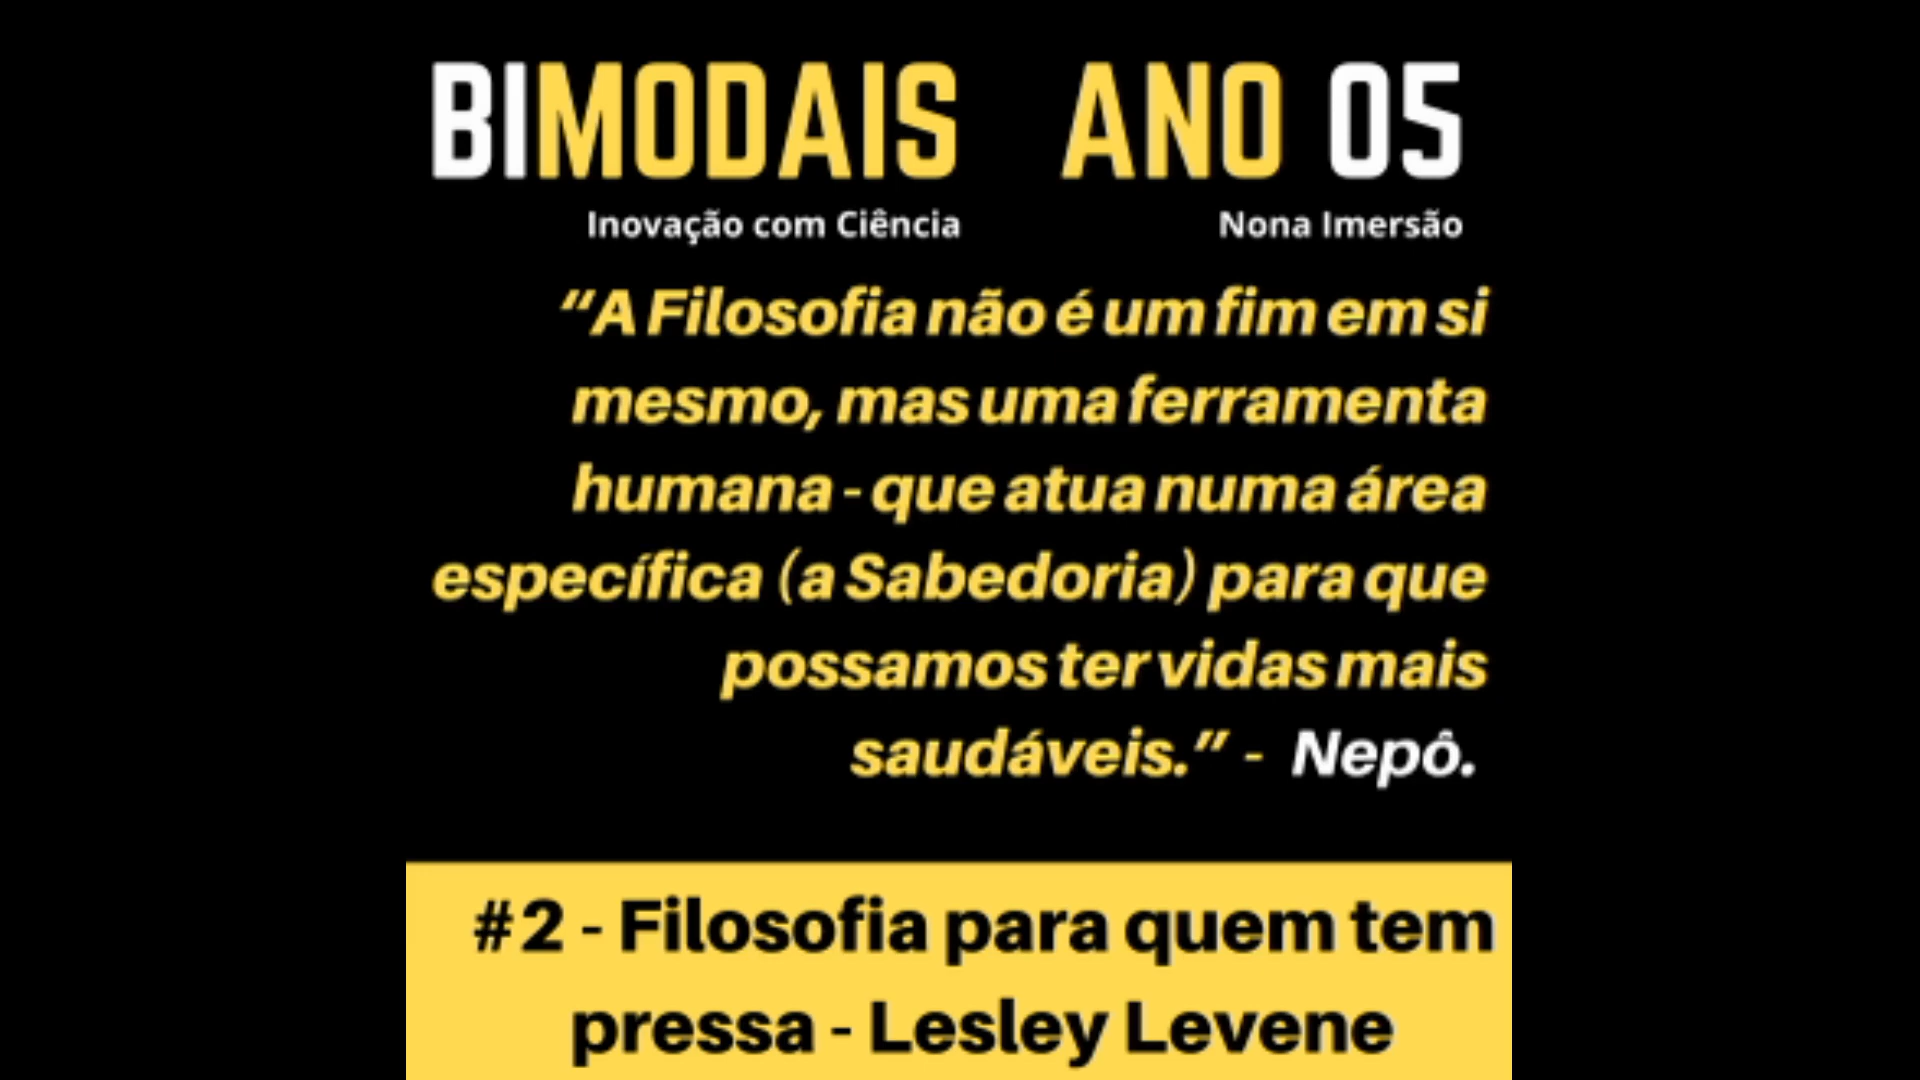 BIMODAIS ANO 05
Inovação com Ciência Nona Imersão
“A Filosofia não é um fim em si
mesmo, mas uma ferramenta
humana - que atua numa área
específica (a Sabedoria) para que
possamos ter vidas mais
saudáveis.” - Nepô.
#2 - Filosofia para quem tem
pressa - Lesley Levene